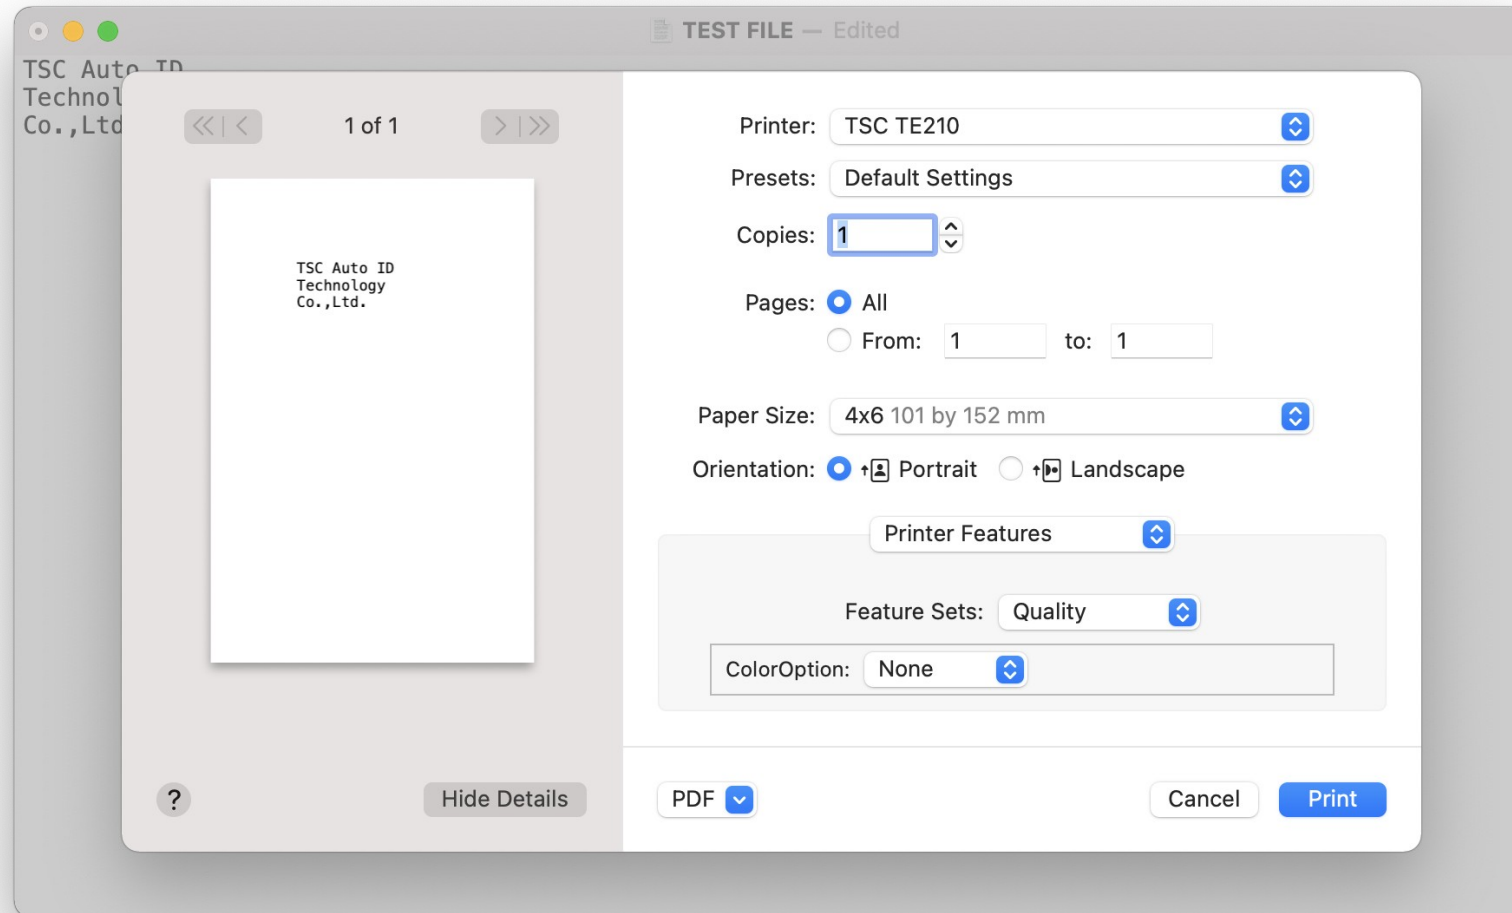 TEST FILE — Edited
TSC Auto ID
Technol
Co.,Ltd
1 of 1
TSC Auto ID
Technology
Co.,Ltd.
Printer: TSC TE210
Presets: Default Settings
Copies: 1
Pages: All
From: 1 to: 1
Paper Size: 4x6 101 by 152 mm
Orientation: Portrait Landscape
Printer Features
Feature Sets: Quality
ColorOption: None
? Hide Details PDF Cancel Print